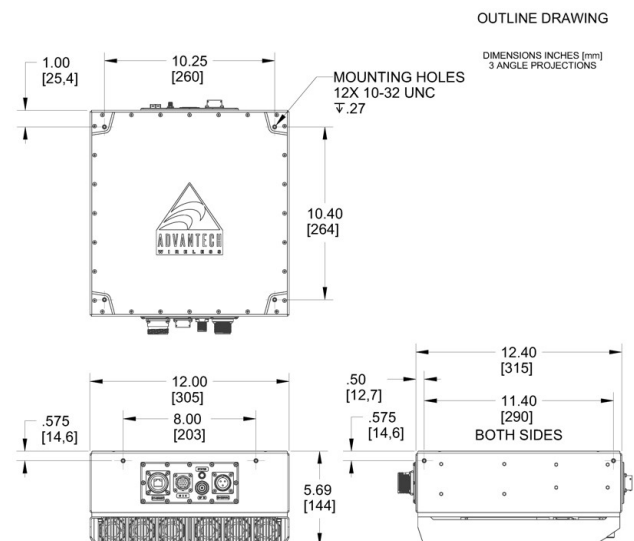 OUTLINE DRAWING
DIMENSIONS INCHES [mm]
3 ANGLE PROJECTIONS
1.00
[25,4]
10.25
[260]
MOUNTING HOLES
12X 10-32 UNC
↧.27
10.40
[264]
ADVANTECH
WIRELESS
12.00
[305]
.575
[14,6]
8.00
[203]
5.69
[144]
12.40
[315]
.50
[12,7]
11.40
[290]
BOTH SIDES
.575
[14,6]